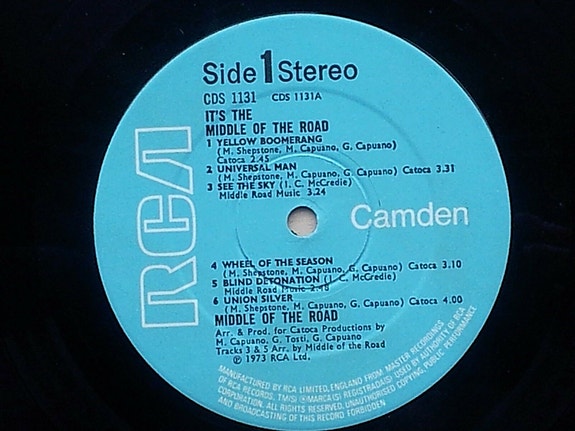 Side 1 Stereo
CDS 1131 CDS 1131A
IT'S THE
MIDDLE OF THE ROAD
1 YELLOW BOOMERANG
(M. Shepstone, M. Capuano, G. Capuano)
Catoca 2.45
2 UNIVERSAL MAN
(M. Shepstone, M. Capuano, G. Capuano) Catoca 3.31
3 SEE THE SKY (I. C. McCredie)
Middle Road Music 3.24
RCA
Camden
4 WHEEL OF THE SEASON
(M. Shepstone, M. Capuano, G. Capuano) Catoca 3.10
5 BLIND DETONATION (I. C. McCredie)
Middle Road Music 2.48
6 UNION SILVER
(M. Shepstone, M. Capuano, G. Capuano) Catoca 4.00
MIDDLE OF THE ROAD
Arr. & Prod. for Catoca Productions by
M. Capuano, G. Tosti, G. Capuano
Tracks 3 & 5 Arr. by Middle of the Road
℗ 1973 RCA Ltd.
MANUFACTURED BY RCA LIMITED, ENGLAND FROM MASTER RECORDINGS
OF RCA RECORDS, TM(S) ® MARCA(S) REGISTRADA(S) USED BY AUTHORITY OF RCA
CORPORATION. ALL RIGHTS RESERVED. UNAUTHORISED COPYING, PUBLIC PERFORMANCE
AND BROADCASTING OF THIS RECORD FORBIDDEN